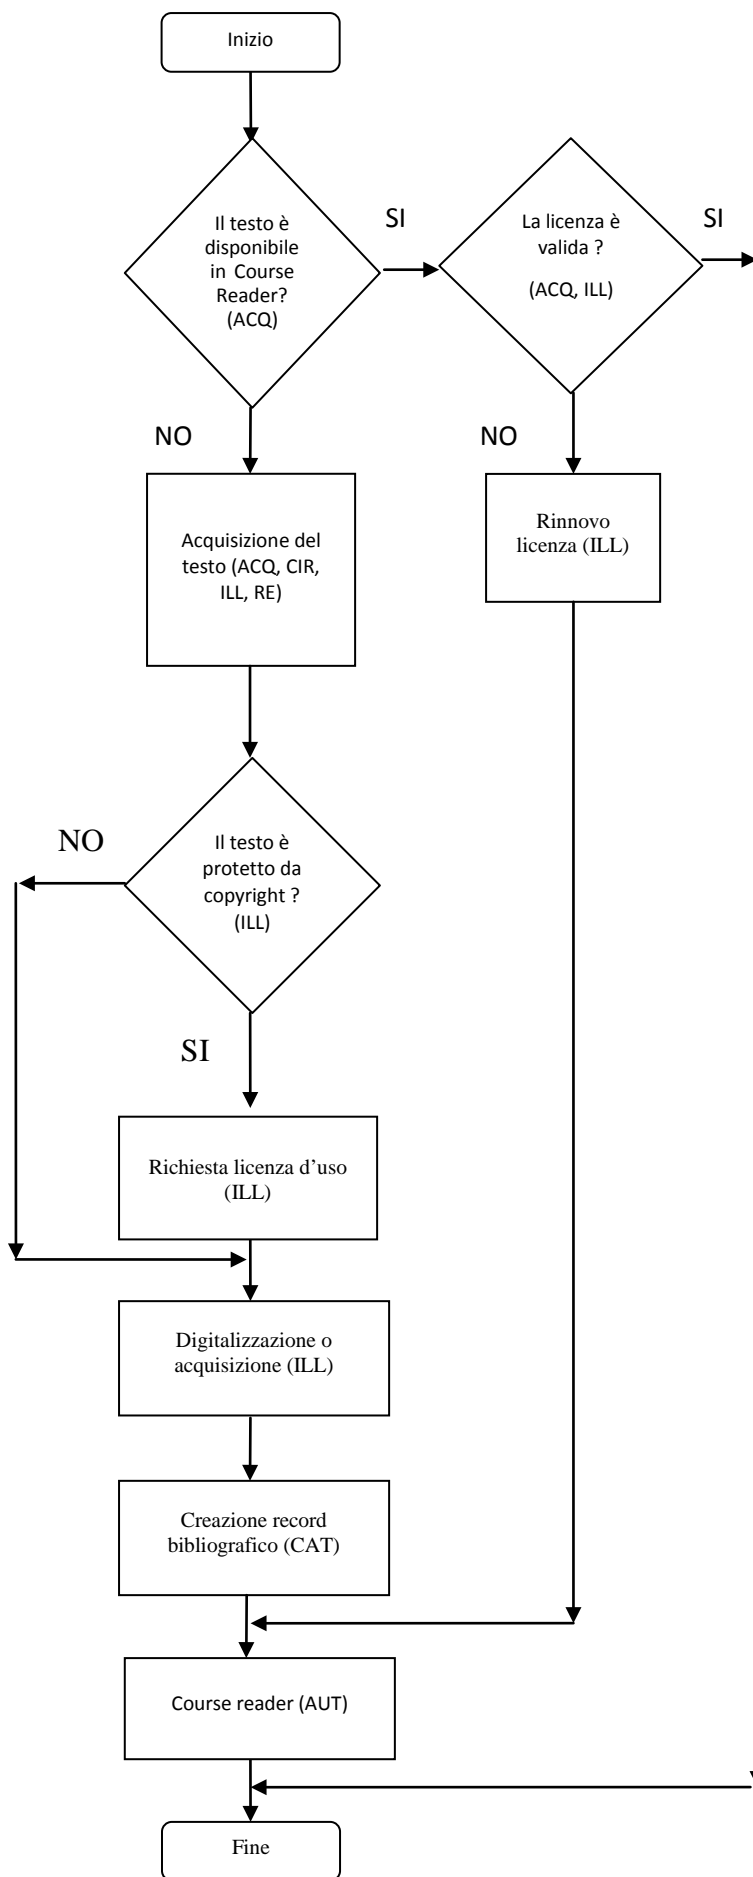 Inizio
Il testo è
disponibile
in Course
Reader?
(ACQ)
SI
La licenza è
valida ?
(ACQ, ILL)
SI
NO
NO
Acquisizione del
testo (ACQ, CIR,
ILL, RE)
Rinnovo
licenza (ILL)
NO
Il testo è
protetto da
copyright ?
(ILL)
SI
Richiesta licenza d’uso
(ILL)
Digitalizzazione o
acquisizione (ILL)
Creazione record
bibliografico (CAT)
Course reader (AUT)
Fine